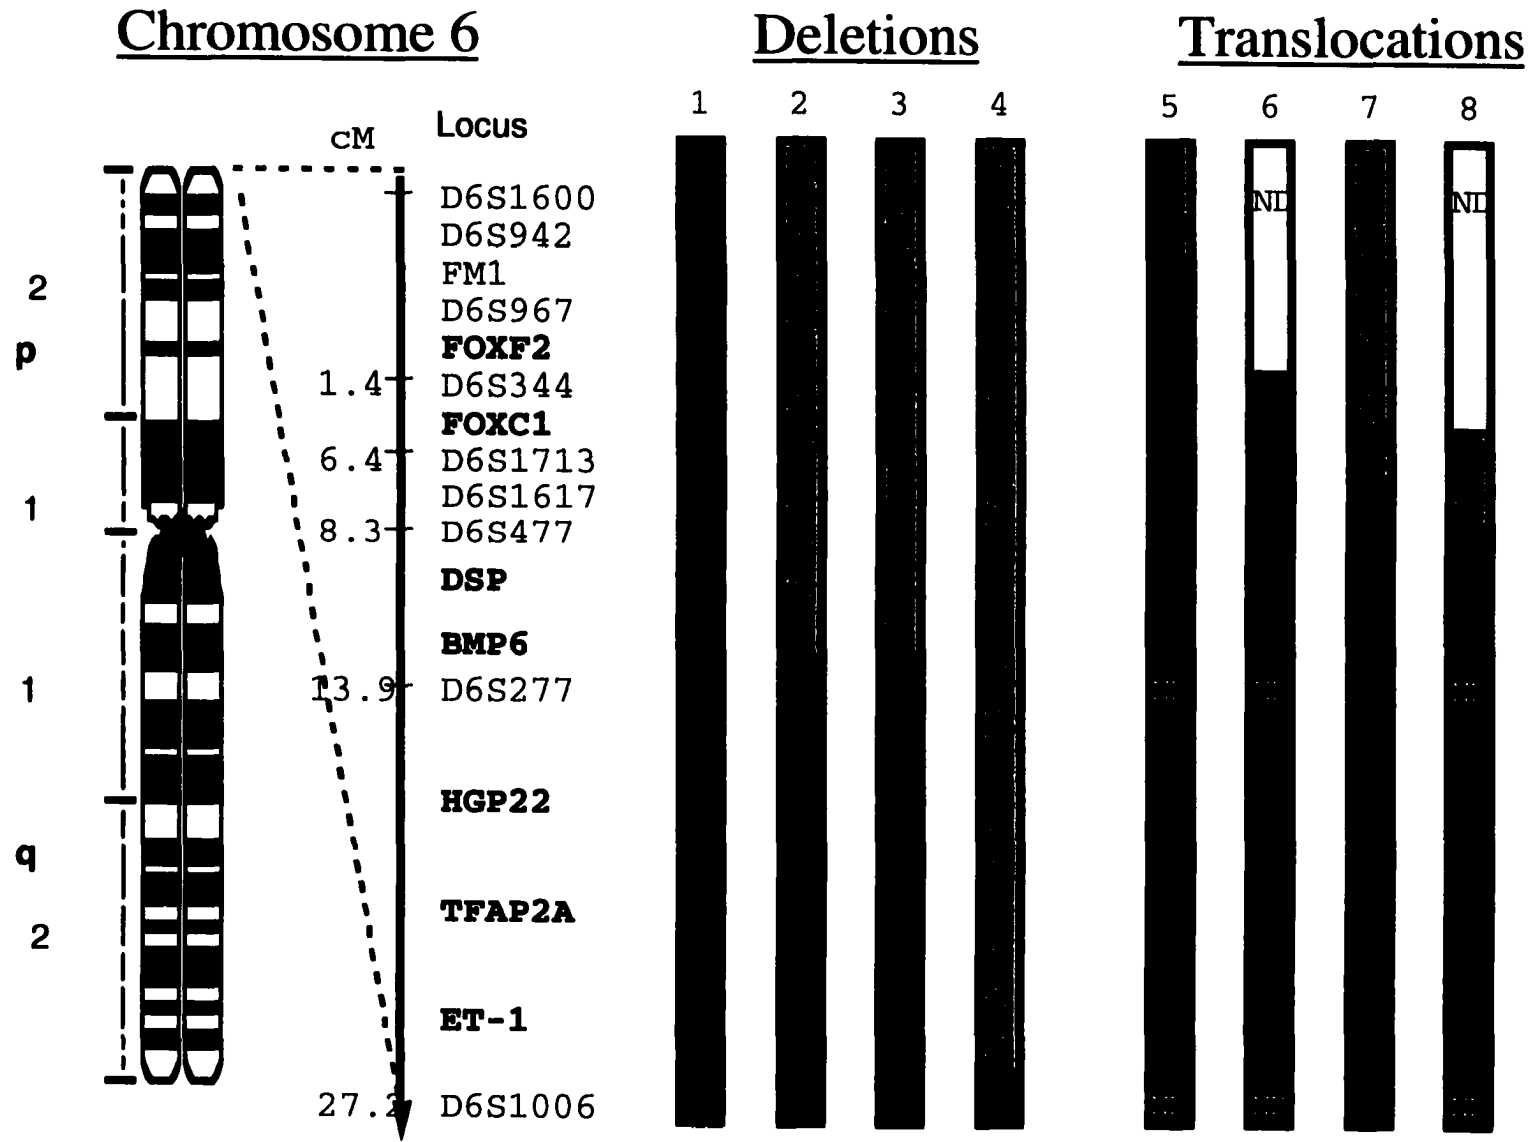 Chromosome 6
Deletions
Translocations
1 2 3 4 5 6 7 8
cM
Locus
D6S1600
ND ND
D6S942
FM1
2
D6S967
p
FOXF2
1.4 D6S344
FOXC1
6.4 D6S1713
D6S1617
1
8.3 D6S477
DSP
BMP6
1
13.9 D6S277
HGP22
q
TFAP2A
2
ET-1
27.2 D6S1006